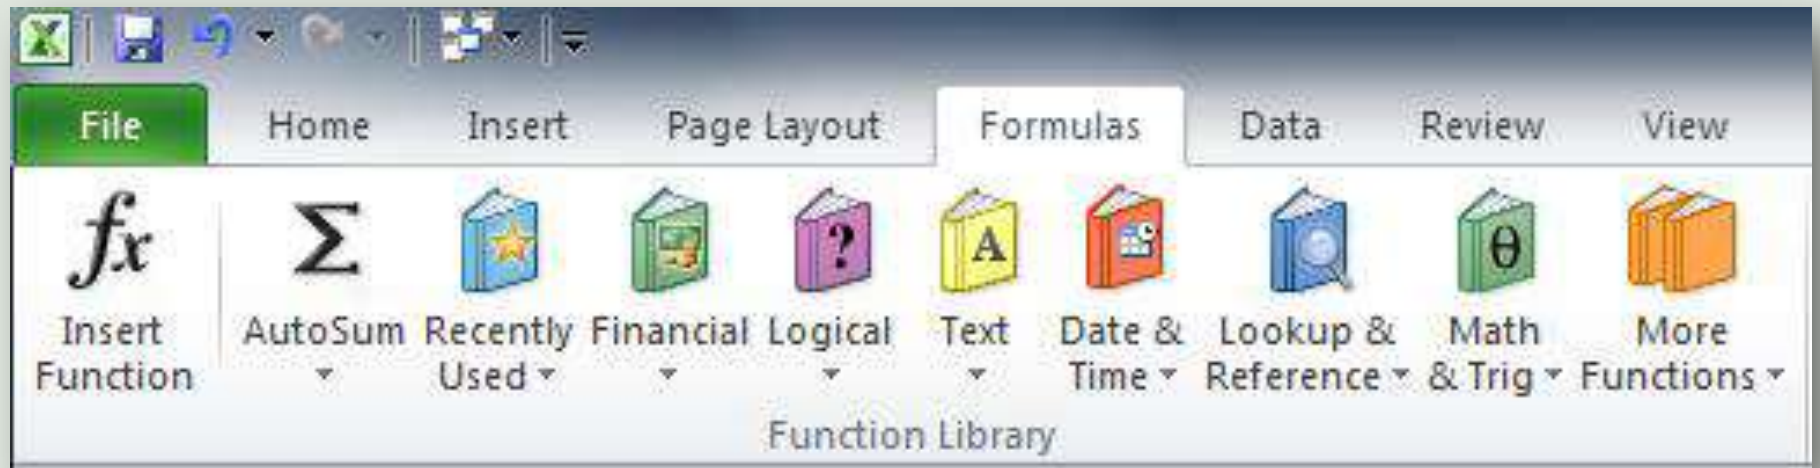 File Home Insert Page Layout Formulas Data Review View
fx Σ ? A θ
Insert AutoSum Recently Financial Logical Text Date & Lookup & Math More
Function Used Time Reference & Trig Functions
Function Library